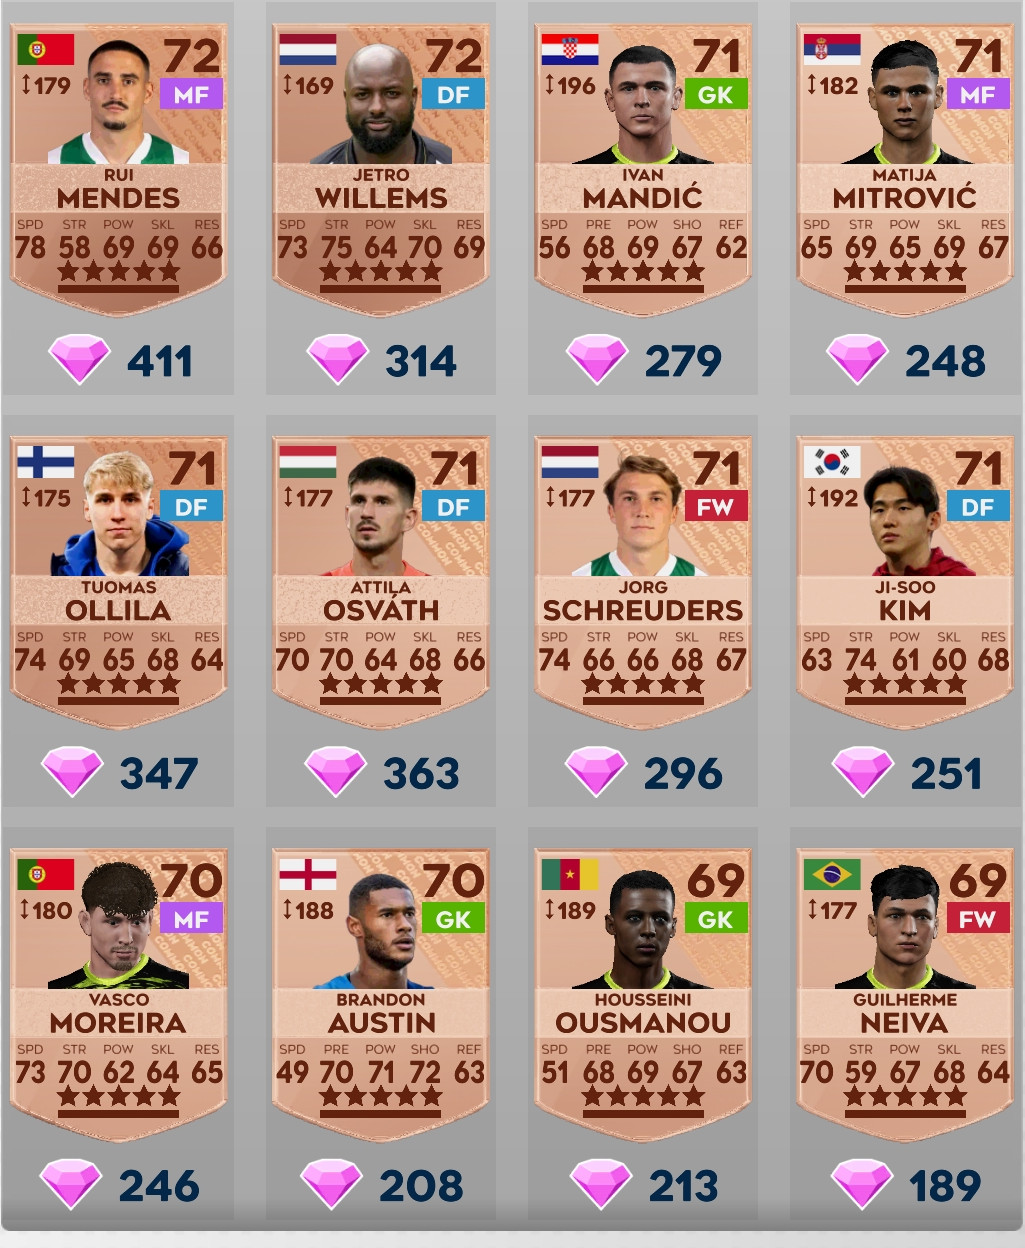 72
179
MF
RUI
MENDES
SPD STR POW SKL RES
78 58 69 69 66
411
72
169
DF
JETRO
WILLEMS
SPD STR POW SKL RES
73 75 64 70 69
314
71
196
GK
IVAN
MANDIĆ
SPD PRE POW SHO REF
56 68 69 67 62
279
71
182
MF
MATIJA
MITROVIĆ
SPD STR POW SKL RES
65 69 65 69 67
248
71
175
DF
TUOMAS
OLLILA
SPD STR POW SKL RES
74 69 65 68 64
347
71
177
DF
ATTILA
OSVÁTH
SPD STR POW SKL RES
70 70 64 68 66
363
71
177
FW
JORG
SCHREUDERS
SPD STR POW SKL RES
74 66 66 68 67
296
71
192
DF
JI-SOO
KIM
SPD STR POW SKL RES
63 74 61 60 68
251
70
180
MF
VASCO
MOREIRA
SPD STR POW SKL RES
73 70 62 64 65
246
70
188
GK
BRANDON
AUSTIN
SPD PRE POW SHO REF
49 70 71 72 63
208
69
189
GK
HOUSSEINI
OUSMANOU
SPD PRE POW SHO REF
51 68 69 67 63
213
69
177
FW
GUILHERME
NEIVA
SPD STR POW SKL RES
70 59 67 68 64
189